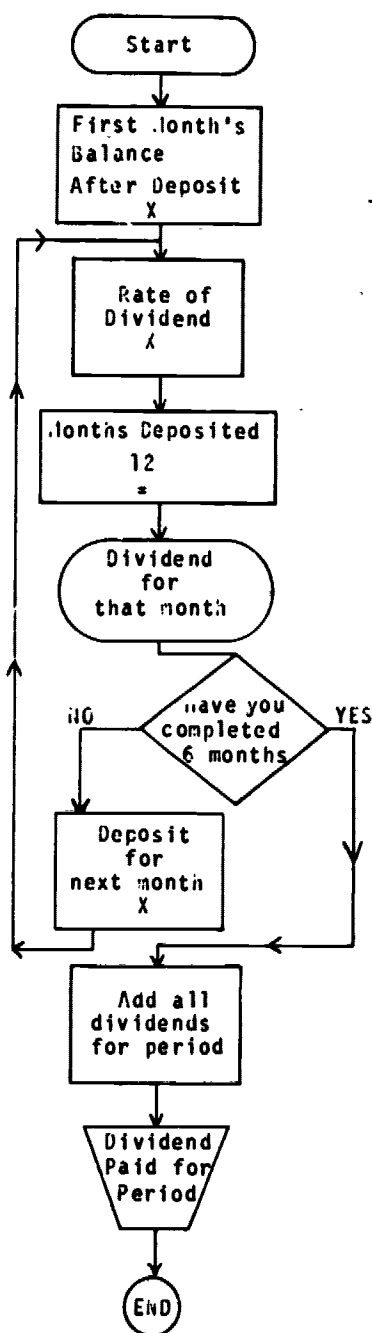 Start
First Month's
Balance
After Deposit
X
Rate of
Dividend
X
Months Deposited
12
=
Dividend
for
that month
Have you
completed
6 months
NO
YES
Deposit
for
next month
X
Add all
dividends
for period
Dividend
Paid for
Period
END